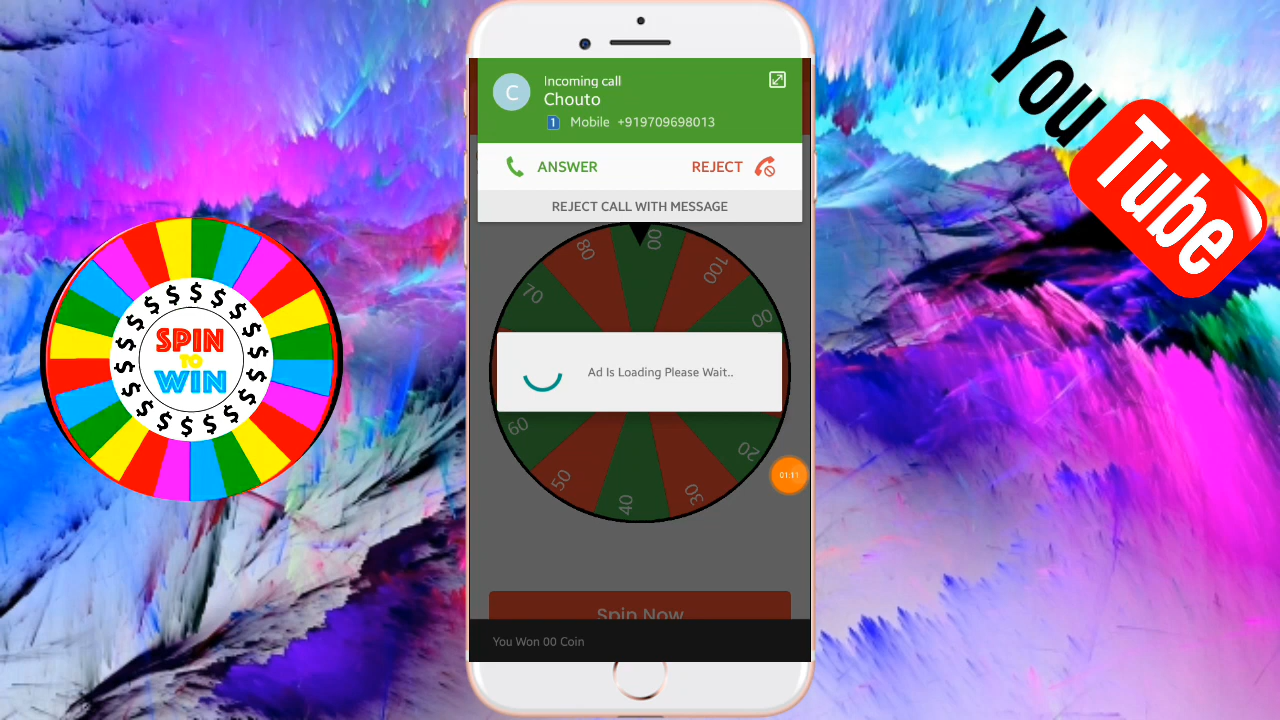 Incoming call
C
Chouto
1 Mobile +919709698013
ANSWER
REJECT
REJECT CALL WITH MESSAGE
80
00
100
70
00
Ad Is Loading Please Wait..
60
20
50
40
30
01:11
Spin Now
You Won 00 Coin
$ $ $ $ $ $ $ $ $ $ $ $ $ $ $ $ $ $ $ $
SPIN
TO
WIN
You
Tube